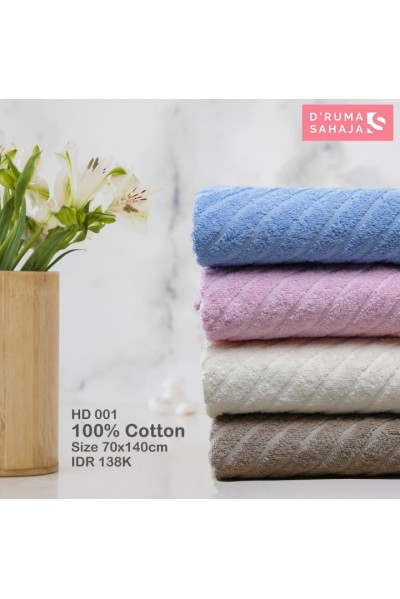 D'RUMA
SAHAJA
HD 001
100% Cotton
Size 70x140cm
IDR 138K